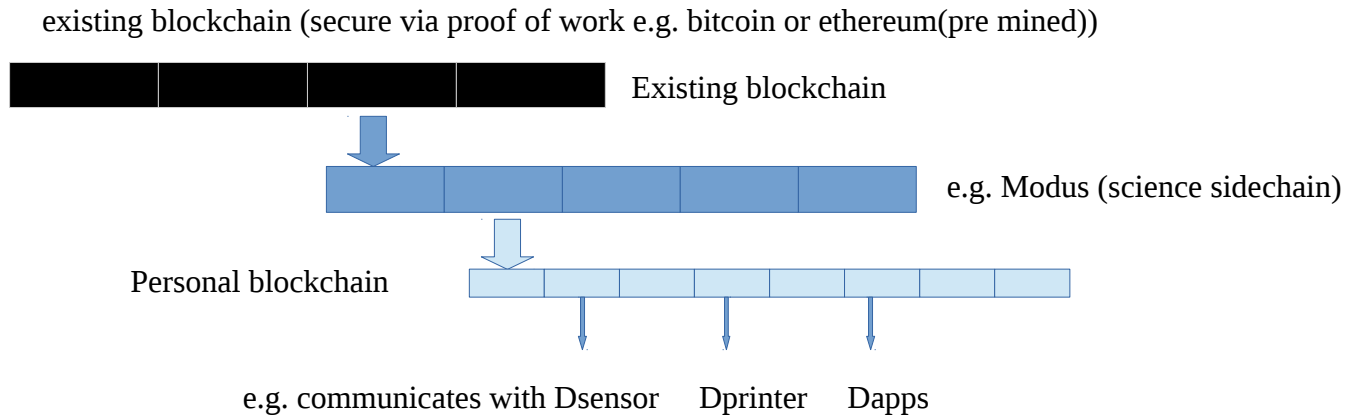 existing blockchain (secure via proof of work e.g. bitcoin or ethereum(pre mined))
Existing blockchain
e.g. Modus (science sidechain)
Personal blockchain
e.g. communicates with Dsensor Dprinter Dapps